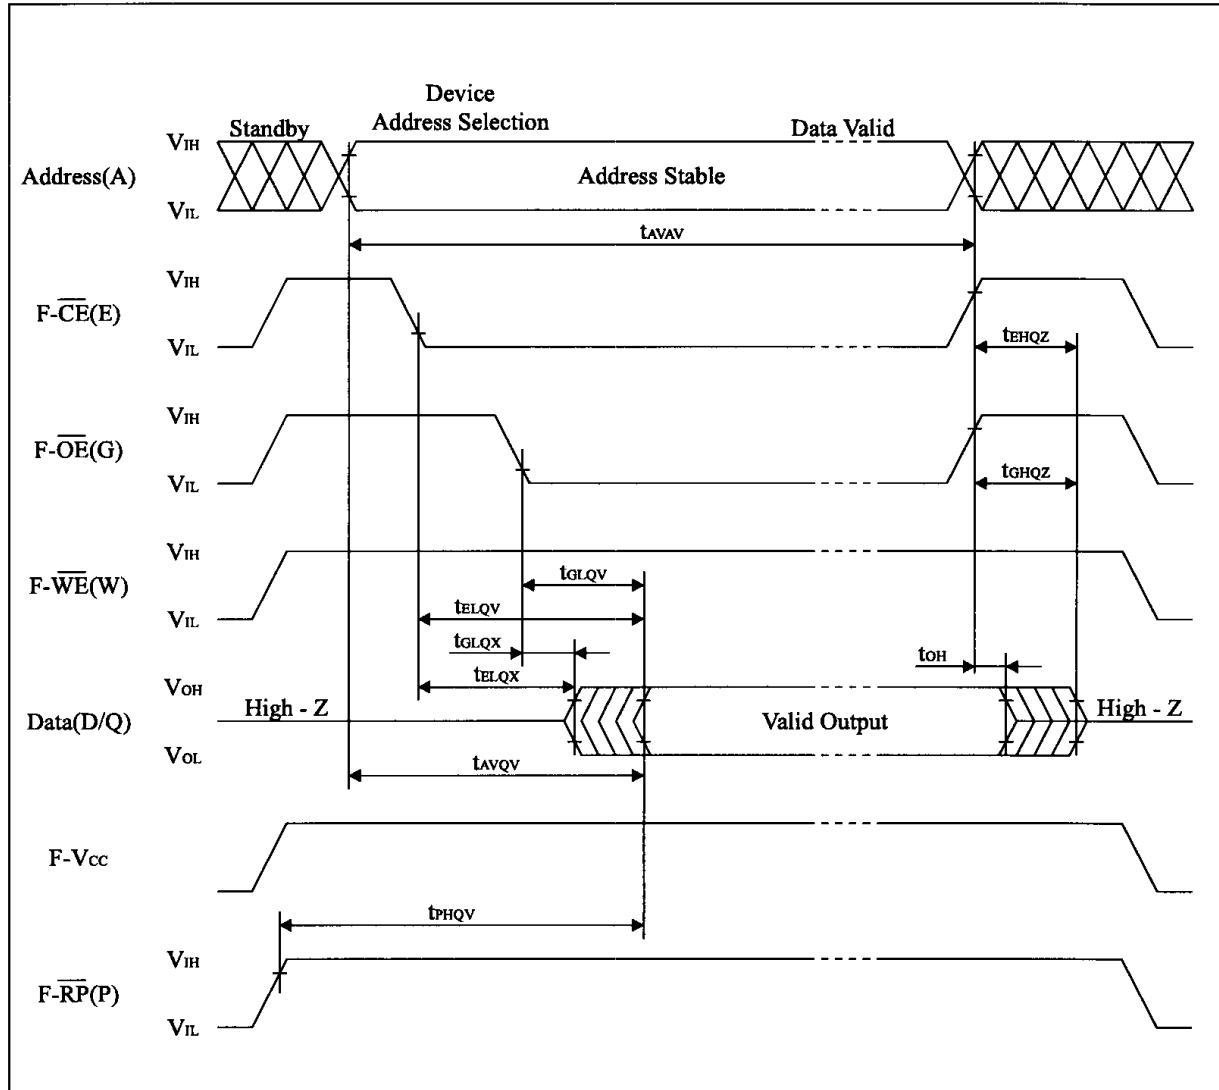 Device
Address Selection
Standby
Data Valid
VIH
Address(A)
Address Stable
VIL
tAVAV
VIH
F-CE(E)
VIL
tEHQZ
VIH
F-OE(G)
VIL
tGHQZ
VIH
F-WE(W)
tGLQV
VIL
tELQV
tGLQX
tOH
tELQX
VOH
High - Z
Data(D/Q)
Valid Output
High - Z
VOL
tAVQV
F-VCC
tPHQV
VIH
F-RP(P)
VIL